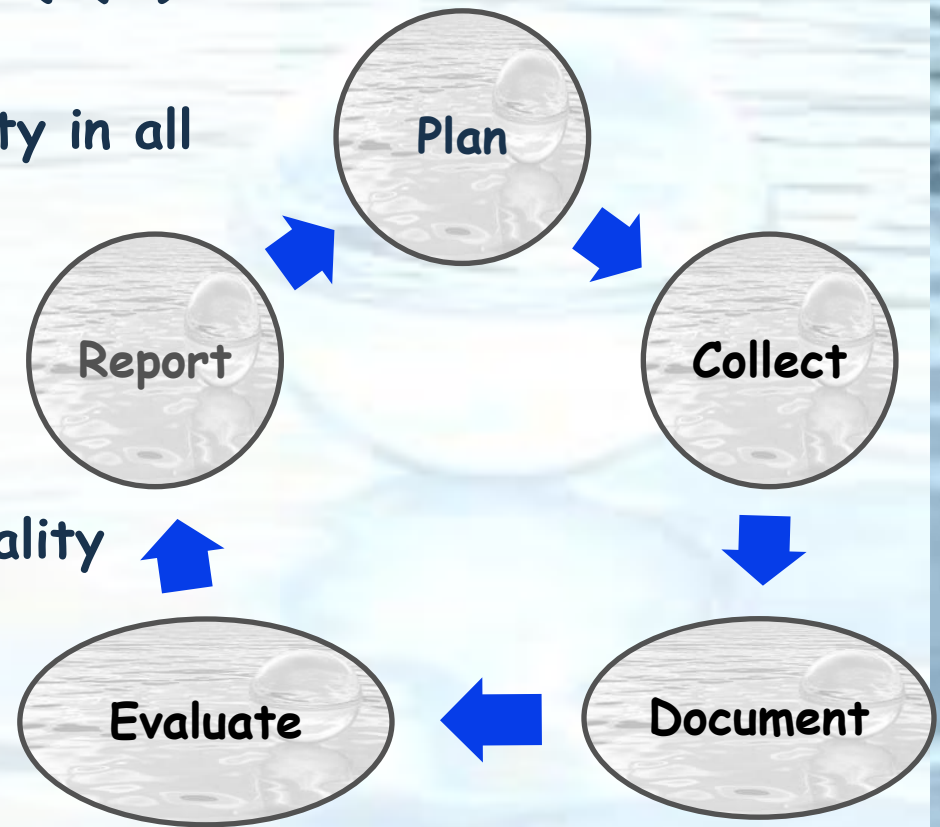 ty in all
Plan
Report
Collect
ality
Evaluate
Document